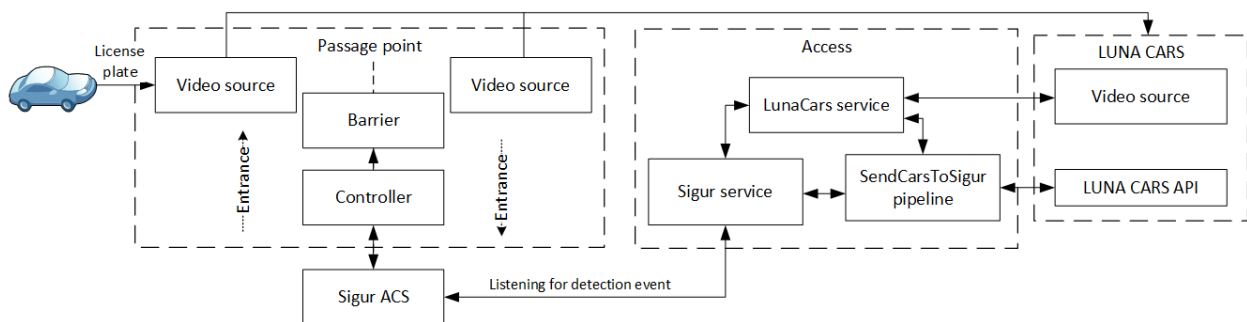 License
plate
Passage point
Video source
Video source
Barrier
Controller
Entrance
Entrance
Sigur ACS
Listening for detection event
Access
LunaCars service
Sigur service
SendCarsToSigur
pipeline
LUNA CARS
Video source
LUNA CARS API